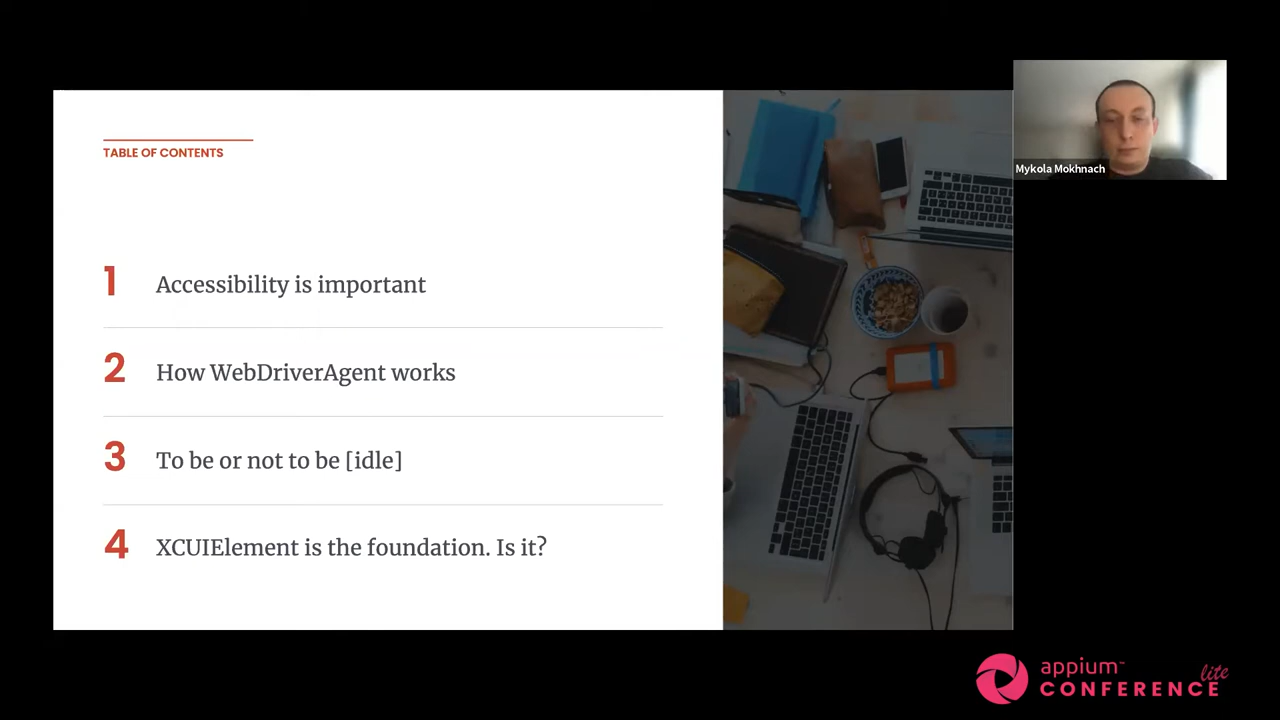 TABLE OF CONTENTS
1 Accessibility is important
2 How WebDriverAgent works
3 To be or not to be [idle]
4 XCUIElement is the foundation. Is it?
Mykola Mokhnach
appium™
CONFERENCE lite